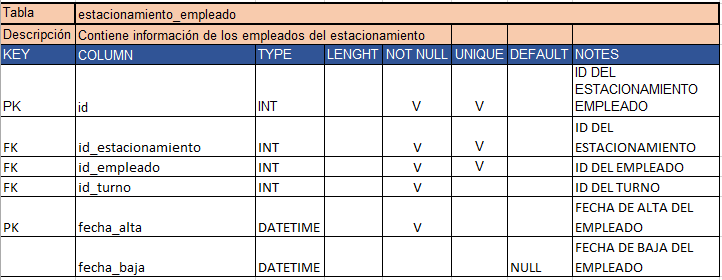 Tabla estacionamiento_empleado
Descripción Contiene información de los empleados del estacionamiento
KEY COLUMN TYPE LENGHT NOT NULL UNIQUE DEFAULT NOTES
ID DEL
ESTACIONAMIENTO
PK id INT V V EMPLEADO
ID DEL
FK id_estacionamiento INT V V ESTACIONAMIENTO
FK id_empleado INT V V ID DEL EMPLEADO
FK id_turno INT V ID DEL TURNO
FECHA DE ALTA DEL
PK fecha_alta DATETIME V EMPLEADO
FECHA DE BAJA DEL
fecha_baja DATETIME NULL EMPLEADO